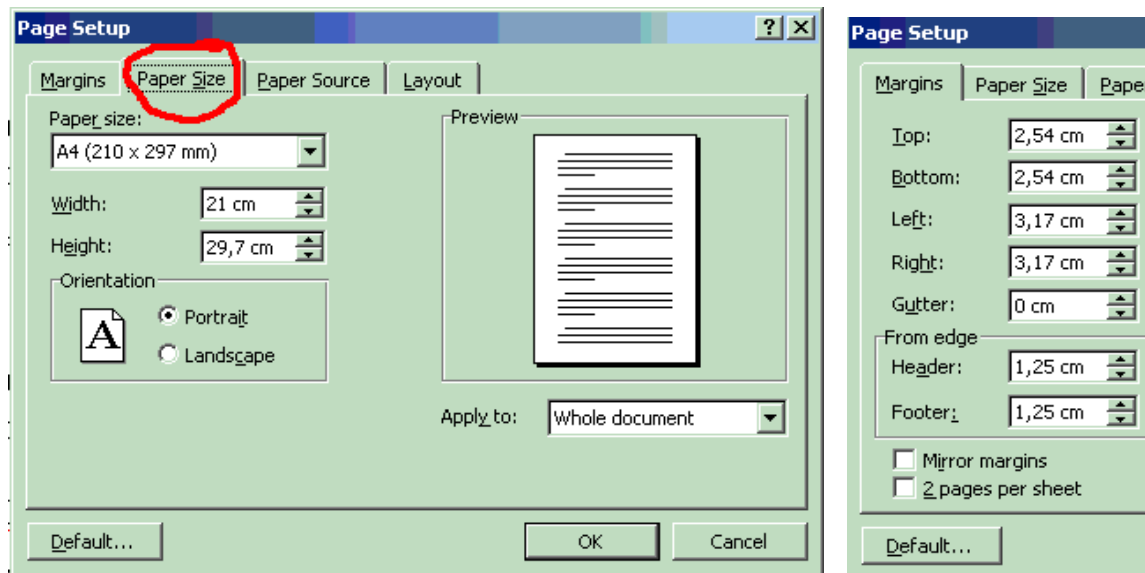 Page Setup
Margins Paper Size Paper Source Layout
Paper size:
A4 (210 x 297 mm)
Width: 21 cm
Height: 29,7 cm
Orientation
A
Portrait
Landscape
Preview
Apply to: Whole document
Default... OK Cancel
Page Setup
Margins Paper Size Pape
Top: 2,54 cm
Bottom: 2,54 cm
Left: 3,17 cm
Right: 3,17 cm
Gutter: 0 cm
From edge
Header: 1,25 cm
Footer: 1,25 cm
Mirror margins
2 pages per sheet
Default...